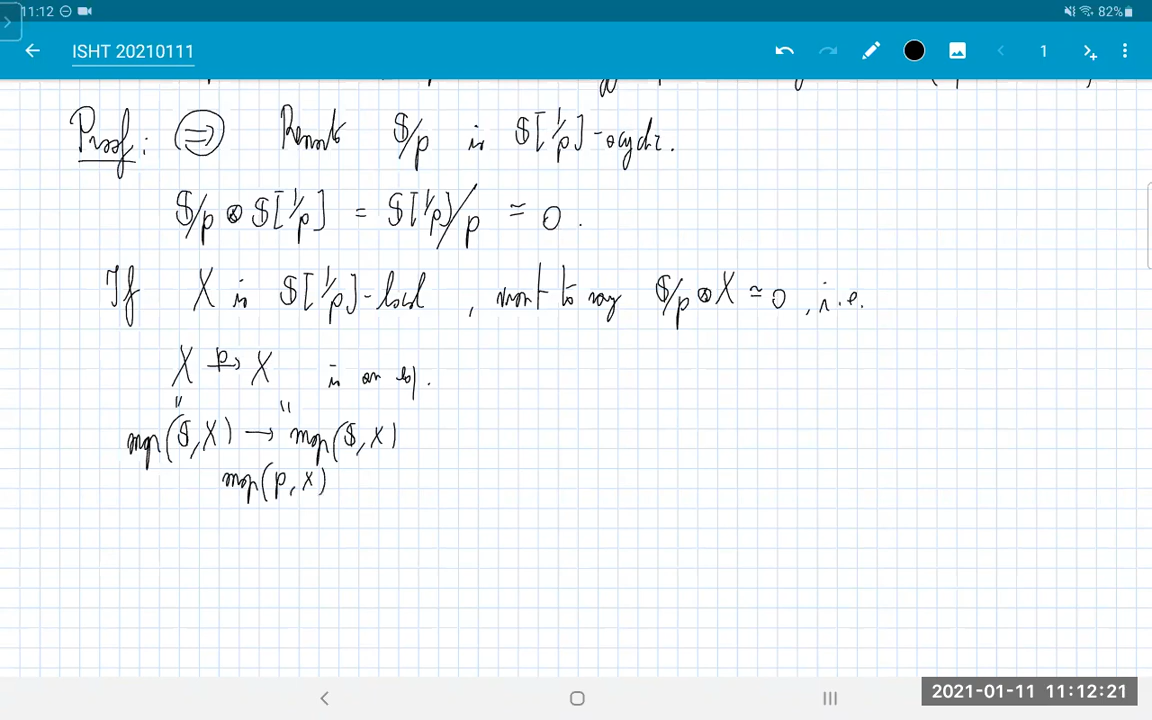 11:12
82%
ISHT 20210111
1
Proof: ⇒ Remark $/p is $[1/p]-acyclic.
$/p ⊗ $[1/p] = $[1/p]/p ≃ 0.
If X is $[1/p]-local, want to say $/p ⊗ X ≃ 0, i.e.
X →p X is an eq.
" "
map($, X) → map($, X)
map(p, X)
2021-01-11 11:12:21